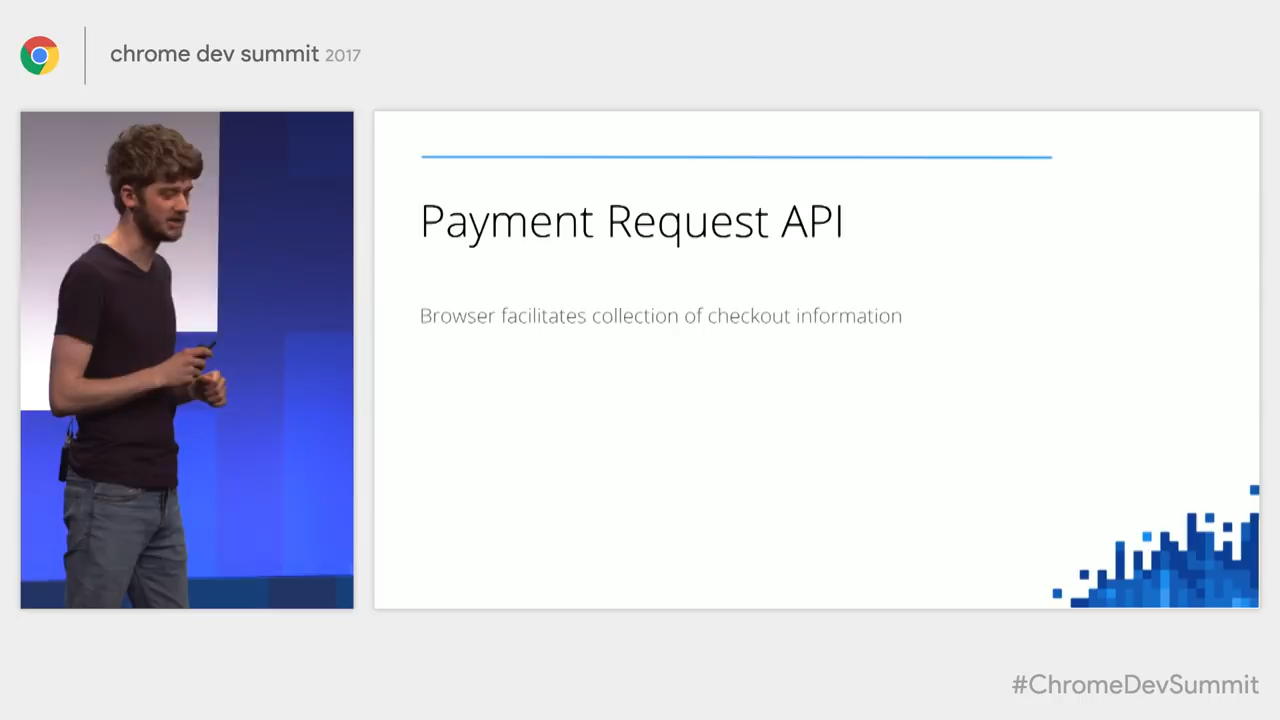 chrome dev summit 2017
Payment Request API
Browser facilitates collection of checkout information
#ChromeDevSummit